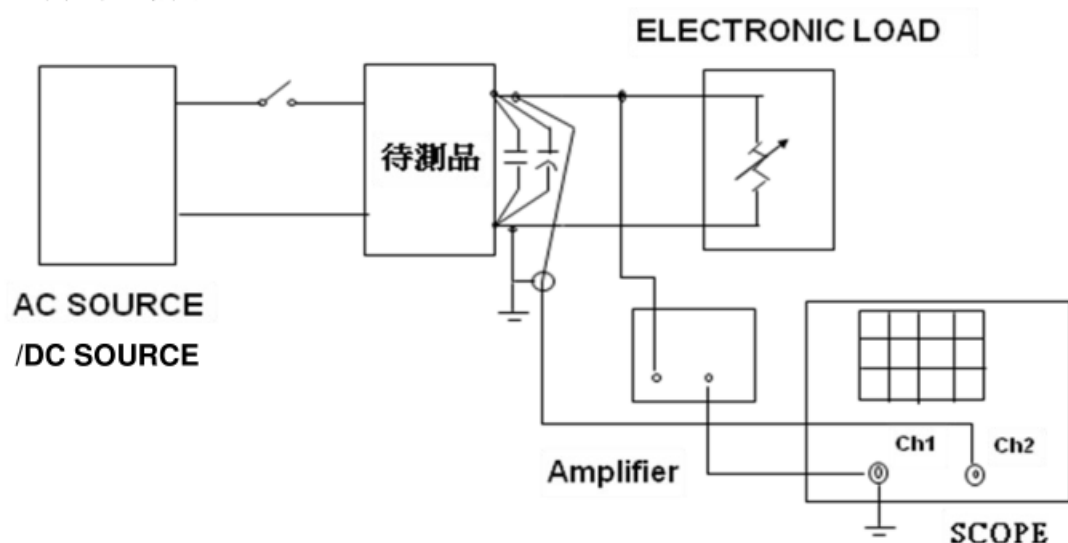 ELECTRONIC LOAD
待測品
AC SOURCE
/DC SOURCE
Amplifier
Ch1
Ch2
SCOPE